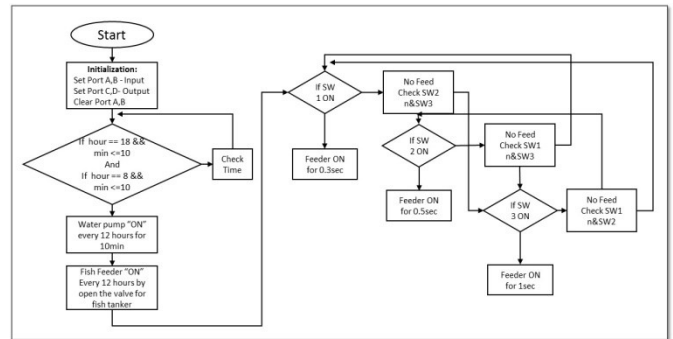 Start
Initialization:
Set Port A,B - Input
Set Port C,D- Output
Clear Port A,B
If hour == 18 &&
min <=10
And
If hour == 8 &&
min <=10
Check
Time
Water pump "ON"
every 12 hours for
10min
Fish Feeder "ON"
Every 12 hours by
open the valve for
fish tanker
If SW
1 ON
Feeder ON
for 0.3sec
No Feed
Check SW2
n&SW3
If SW
2 ON
Feeder ON
for 0.5sec
No Feed
Check SW1
n&SW3
If SW
3 ON
Feeder ON
for 1sec
No Feed
Check SW1
n&SW2